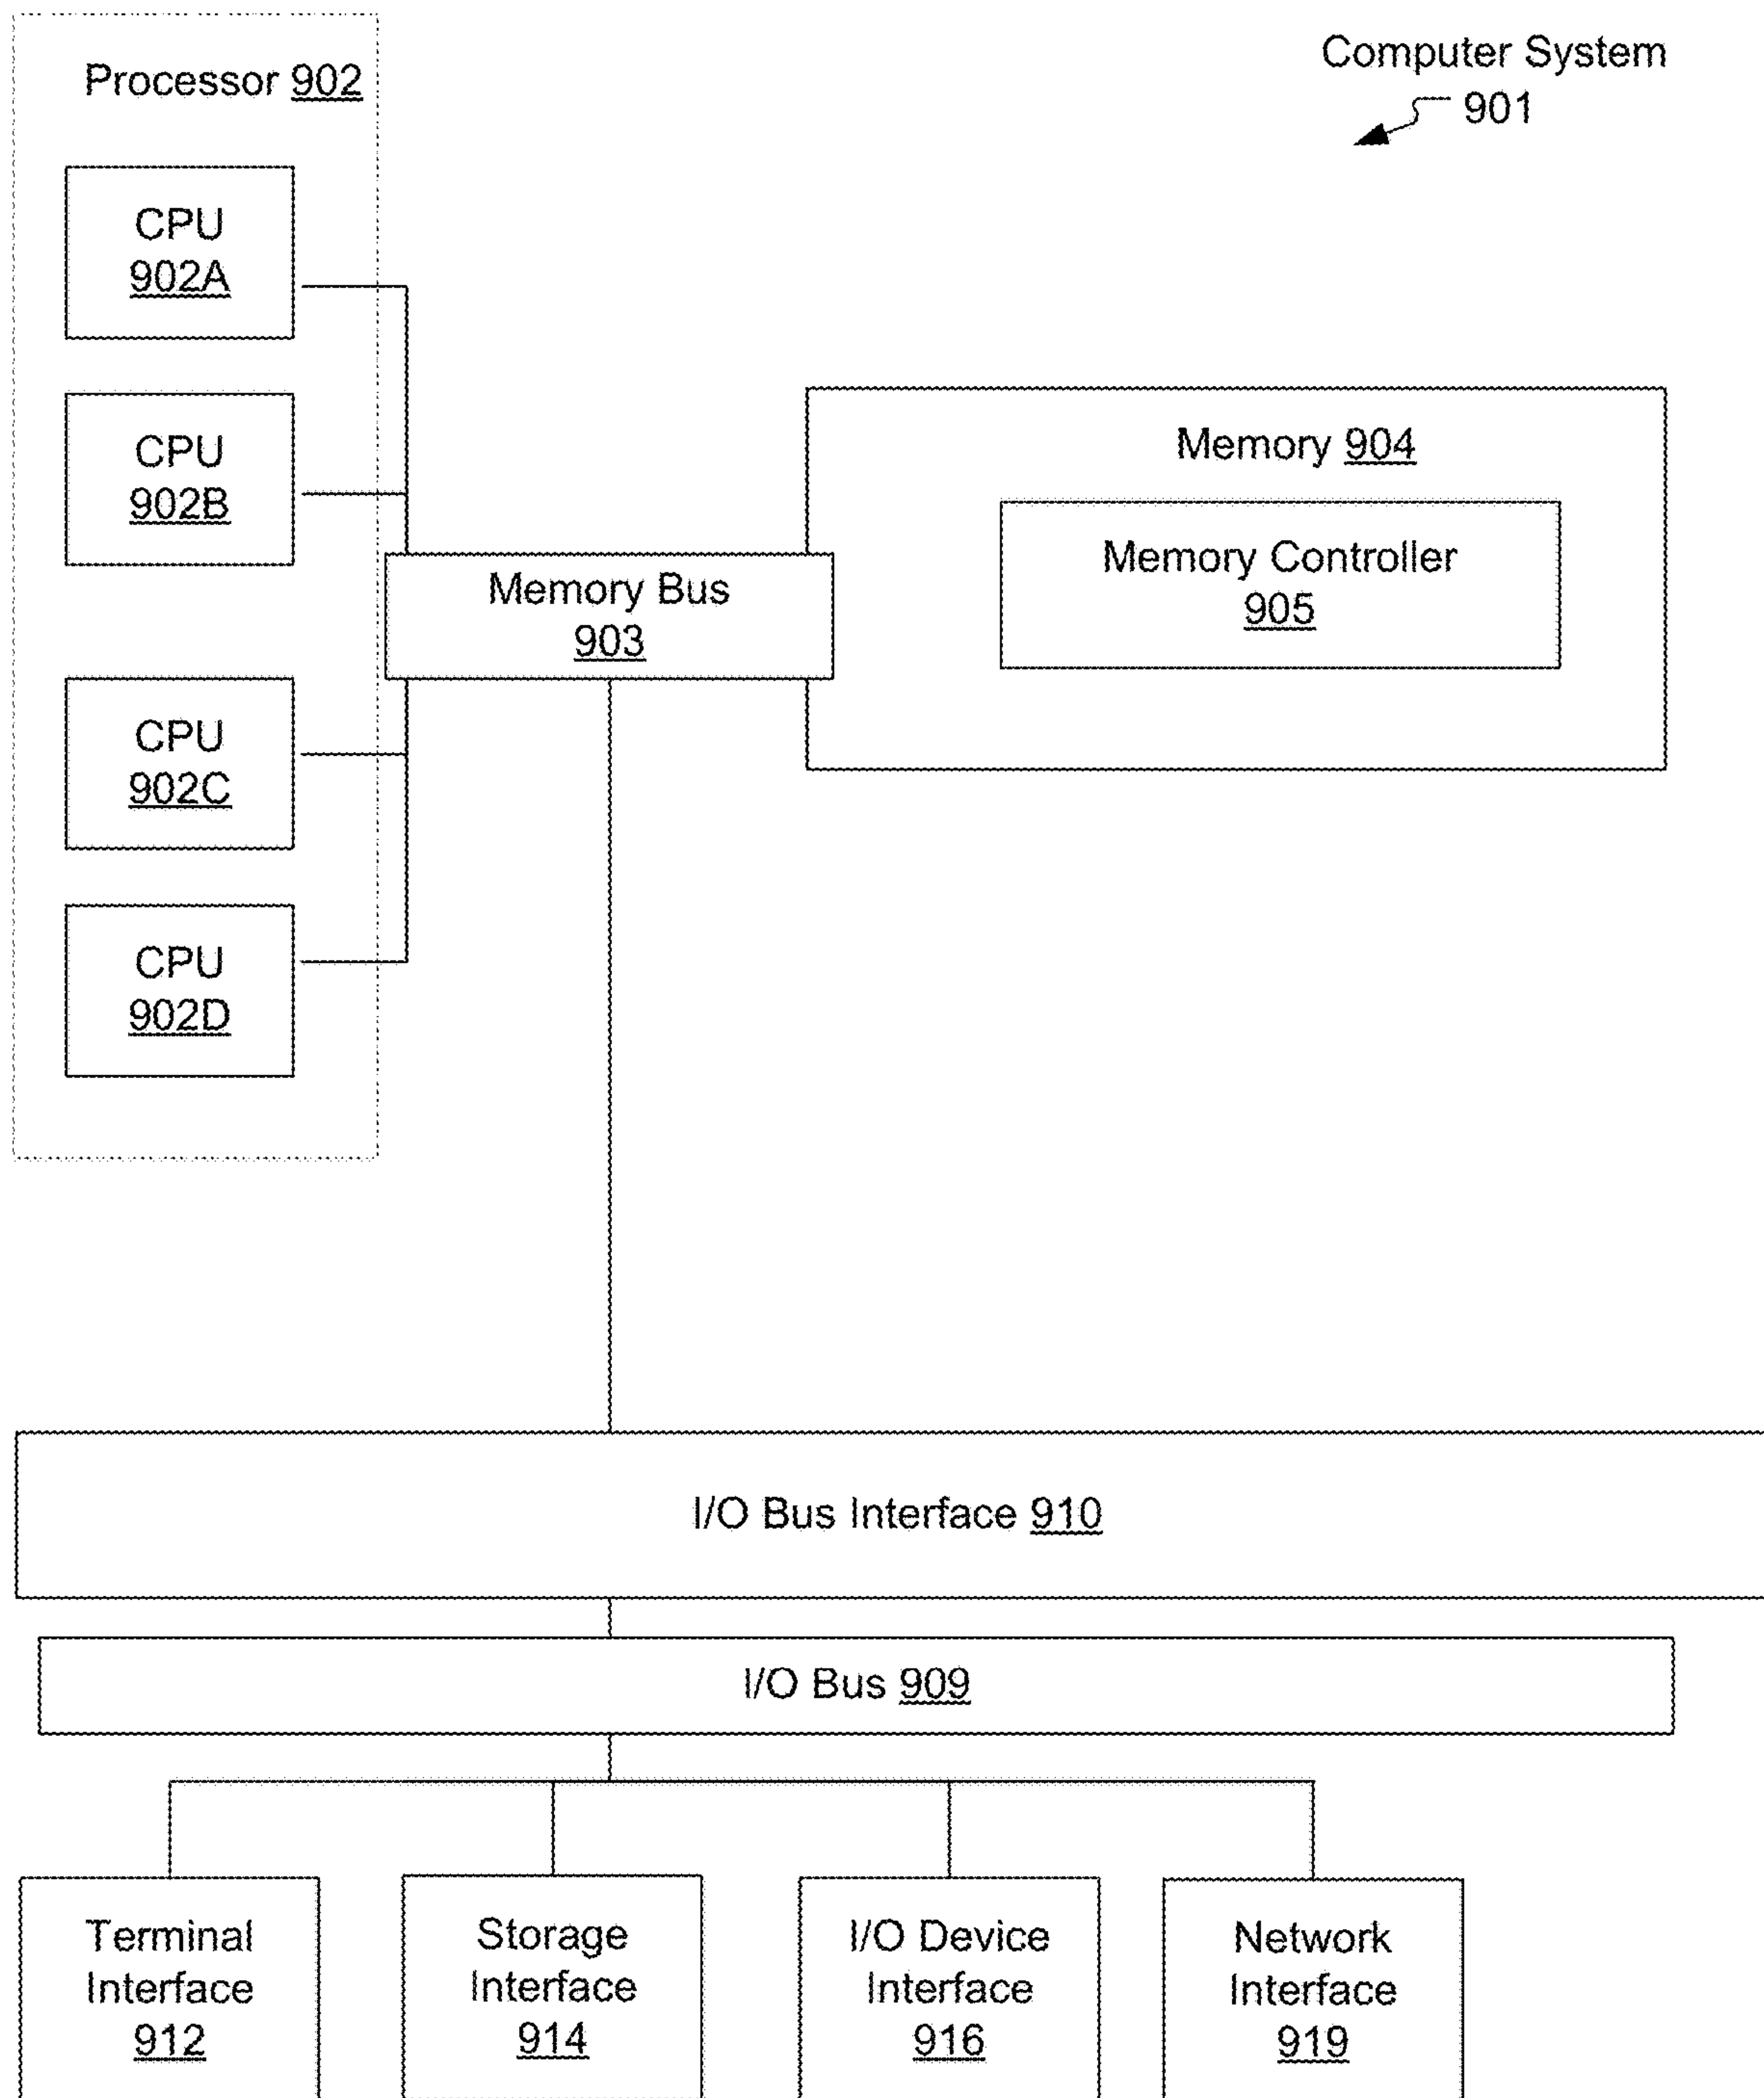 Processor 902
Computer System
901
CPU
902A
CPU
902B
Memory 904
Memory Controller
905
Memory Bus
903
CPU
902C
CPU
902D
I/O Bus Interface 910
I/O Bus 909
Terminal
Interface
912
Storage
Interface
914
I/O Device
Interface
916
Network
Interface
919